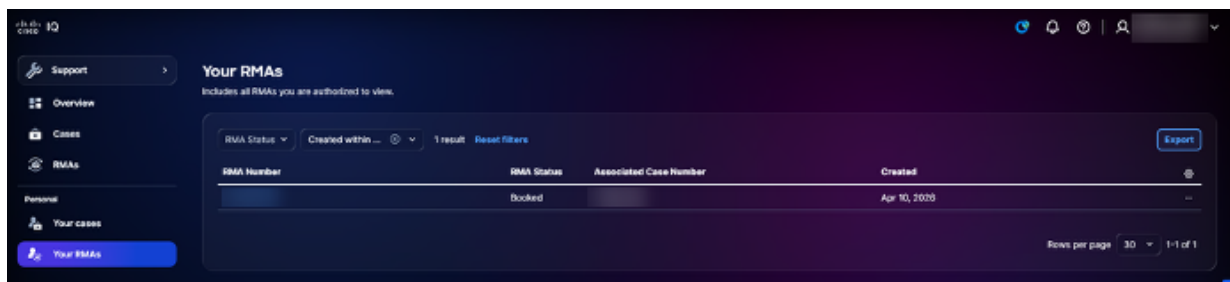 cisco IQ
Support
Overview
Cases
RMAs
Personal
Your cases
Your RMAs
Your RMAs
Includes all RMAs you are authorized to view.
RMA Status Created within ... 1 result Reset filters Export
RMA Number RMA Status Associated Case Number Created
Booked Apr 10, 2026
Rows per page 30 1-1 of 1